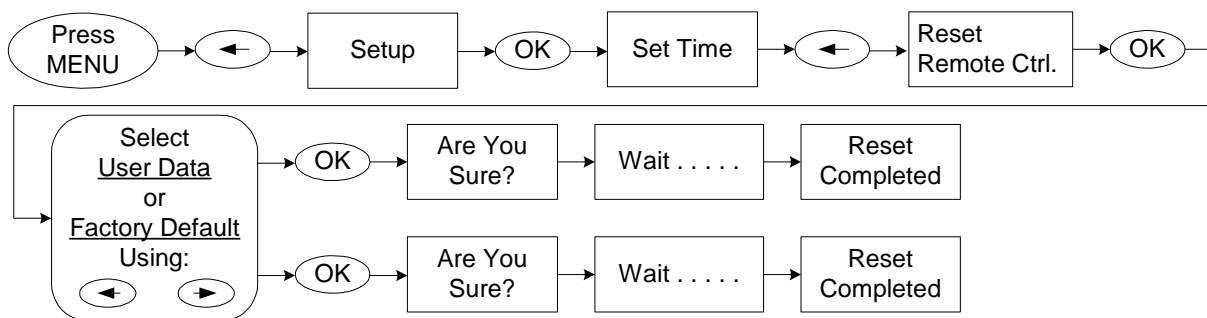 Press
MENU
Setup
OK
Set Time
Reset
Remote Ctrl.
OK
Select
User Data
or
Factory Default
Using:
OK
Are You
Sure?
Wait . . . . .
Reset
Completed
OK
Are You
Sure?
Wait . . . . .
Reset
Completed